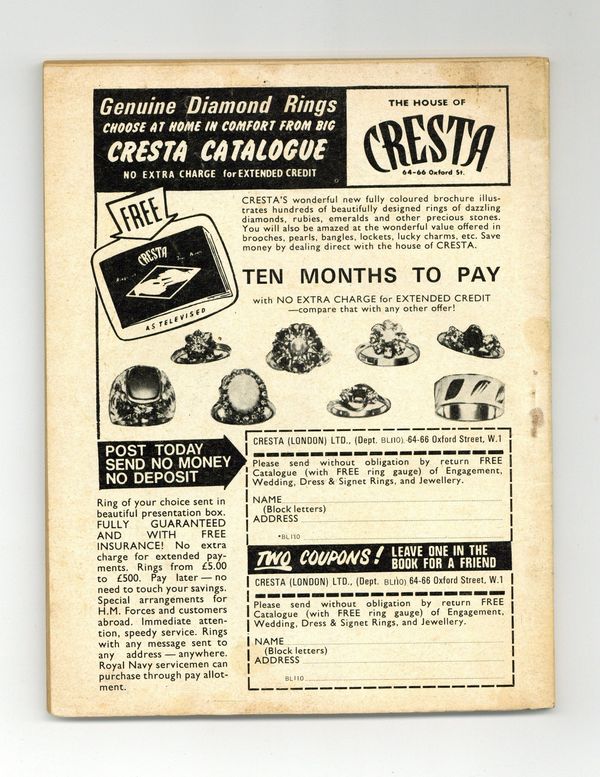 Genuine Diamond Rings
CHOOSE AT HOME IN COMFORT FROM BIG
CRESTA CATALOGUE
NO EXTRA CHARGE for EXTENDED CREDIT
THE HOUSE OF
CRESTA
64-66 Oxford St.
FREE
CRESTA
AS TELEVISED
CRESTA'S wonderful new fully coloured brochure illus-
trates hundreds of beautifully designed rings of dazzling
diamonds, rubies, emeralds and other precious stones.
You will also be amazed at the wonderful value offered in
brooches, pearls, bangles, lockets, lucky charms, etc. Save
money by dealing direct with the house of CRESTA.
TEN MONTHS TO PAY
with NO EXTRA CHARGE for EXTENDED CREDIT
—compare that with any other offer!
POST TODAY
SEND NO MONEY
NO DEPOSIT
Ring of your choice sent in
beautiful presentation box.
FULLY GUARANTEED
AND WITH FREE
INSURANCE! No extra
charge for extended pay-
ments. Rings from £5.00
to £500. Pay later — no
need to touch your savings.
Special arrangements for
H.M. Forces and customers
abroad. Immediate atten-
tion, speedy service. Rings
with any message sent to
any address — anywhere.
Royal Navy servicemen can
purchase through pay allot-
ment.
CRESTA (LONDON) LTD., (Dept. BL110), 64-66 Oxford Street, W.1
Please send without obligation by return FREE
Catalogue (with FREE ring gauge) of Engagement,
Wedding, Dress & Signet Rings, and Jewellery.
NAME
(Block letters)
ADDRESS
*BL110
TWO COUPONS! LEAVE ONE IN THE
BOOK FOR A FRIEND
CRESTA (LONDON) LTD., (Dept. BL110) 64-66 Oxford Street, W.1
Please send without obligation by return FREE
Catalogue (with FREE ring gauge) of Engagement,
Wedding, Dress & Signet Rings, and Jewellery.
NAME
(Block letters)
ADDRESS
BL110